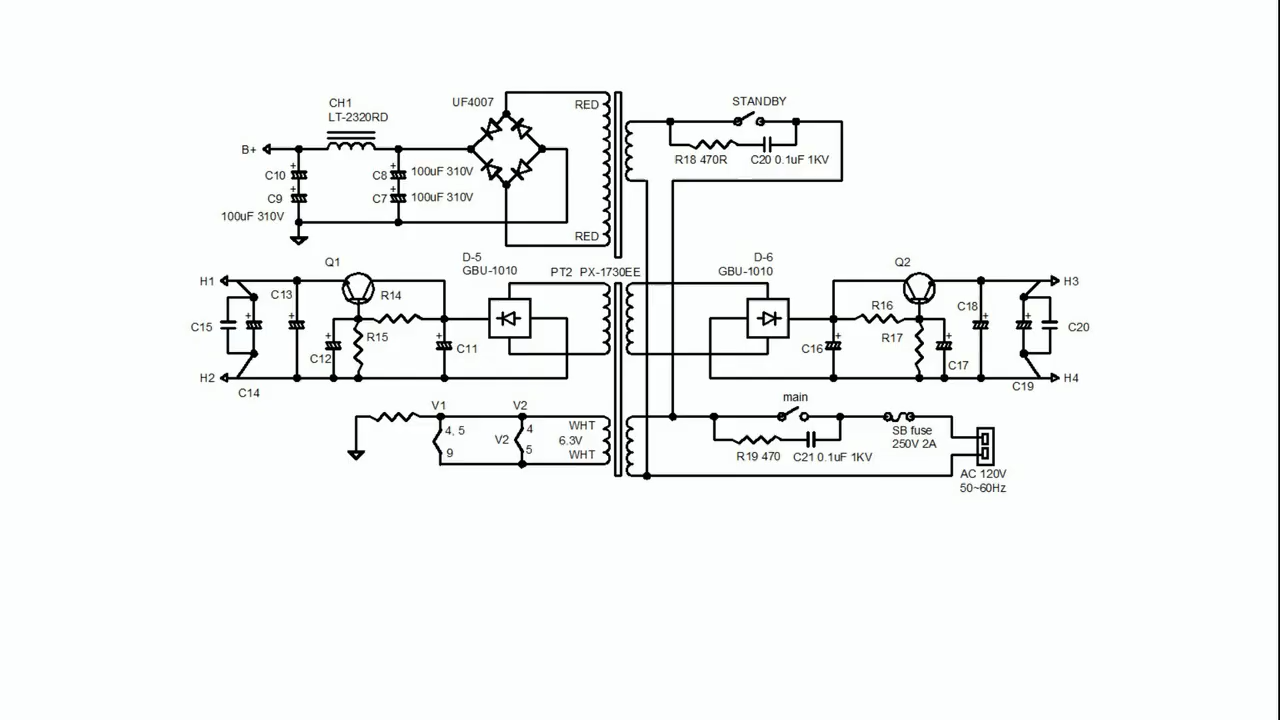 CH1
LT-2320RD
UF4007
RED
STANDBY
B+
C10
C8
100uF 310V
R18 470R
C20 0.1uF 1KV
C9
C7
100uF 310V
100uF 310V
RED
Q1
D-5
GBU-1010
PT2 PX-1730EE
D-6
GBU-1010
Q2
H1
C13
R14
R16
C18
H3
C15
R15
R17
C20
C12
C11
C16
C17
H2
C14
C19
H4
V1
V2
main
4, 5
9
V2
4
5
WHT
6.3V
WHT
SB fuse
250V 2A
R19 470
C21 0.1uF 1KV
AC 120V
50~60Hz